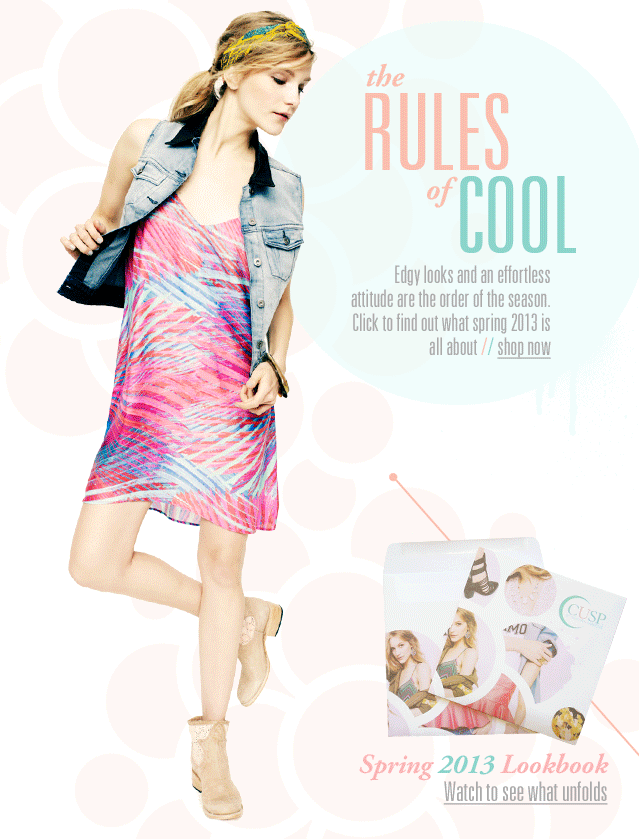 the
RULES
of COOL
Edgy looks and an effortless
attitude are the order of the season.
Click to find out what spring 2013 is
all about // shop now
CUSP
MO
Spring 2013 Lookbook
Watch to see what unfolds